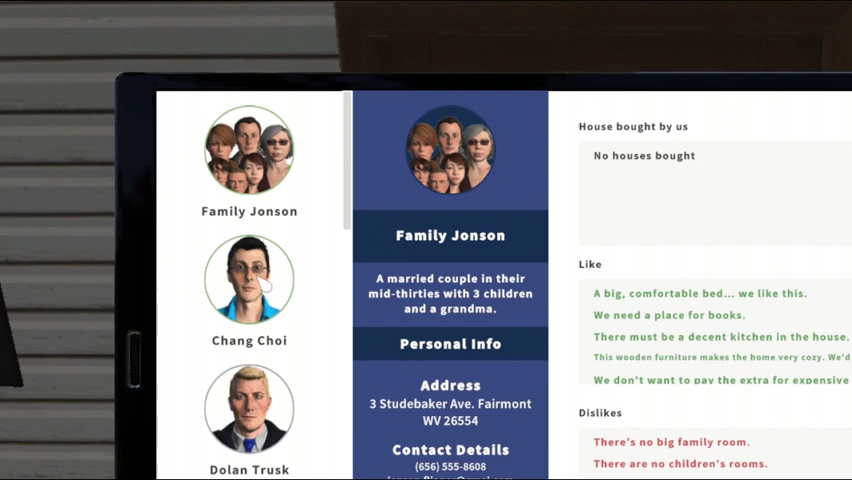 Family Jonson
Chang Choi
Dolan Trusk
Family Jonson
A married couple in their
mid-thirties with 3 children
and a grandma.
Personal Info
Address
3 Studebaker Ave. Fairmont
WV 26554
Contact Details
(656) 555-8608
House bought by us
No houses bought
Like
A big, comfortable bed... we like this.
We need a place for books.
There must be a decent kitchen in the house.
This wooden furniture makes the home very cozy. We'd
We don't want to pay the extra for expensive
Dislikes
There's no big family room.
There are no children's rooms.